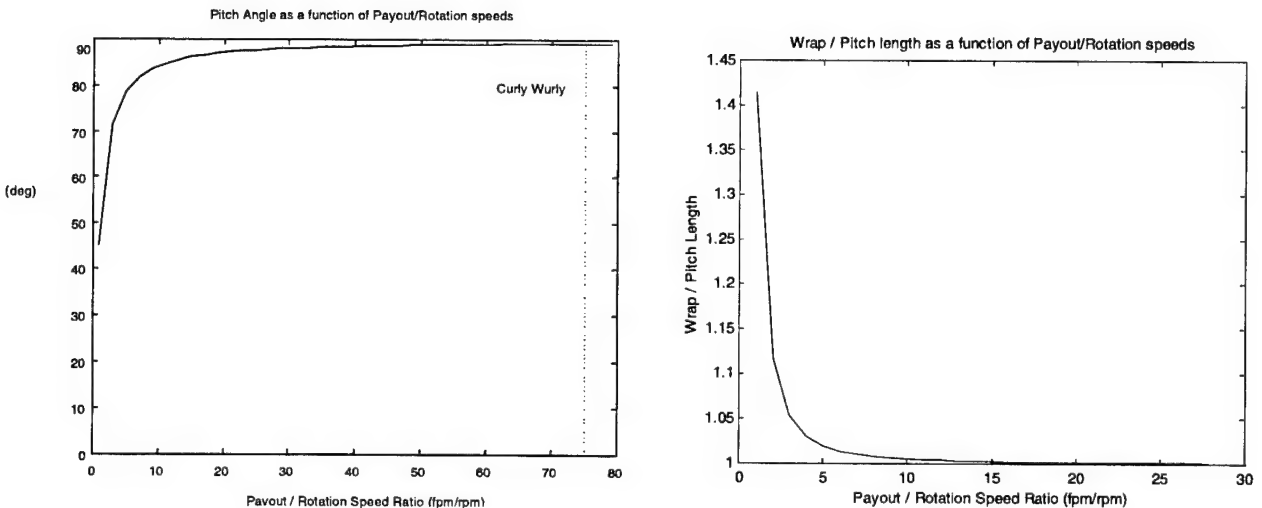 Pitch Angle as a function of Payout/Rotation speeds
90
80
70
60
50
40
30
20
10
0
(deg)
Curly Wurly
0 10 20 30 40 50 60 70 80
Payout / Rotation Speed Ratio (fpm/rpm)
Wrap / Pitch length as a function of Payout/Rotation speeds
1.45
1.4
1.35
1.3
1.25
1.2
1.15
1.1
1.05
1
Wrap / Pitch Length
0 5 10 15 20 25 30
Payout / Rotation Speed Ratio (fpm/rpm)